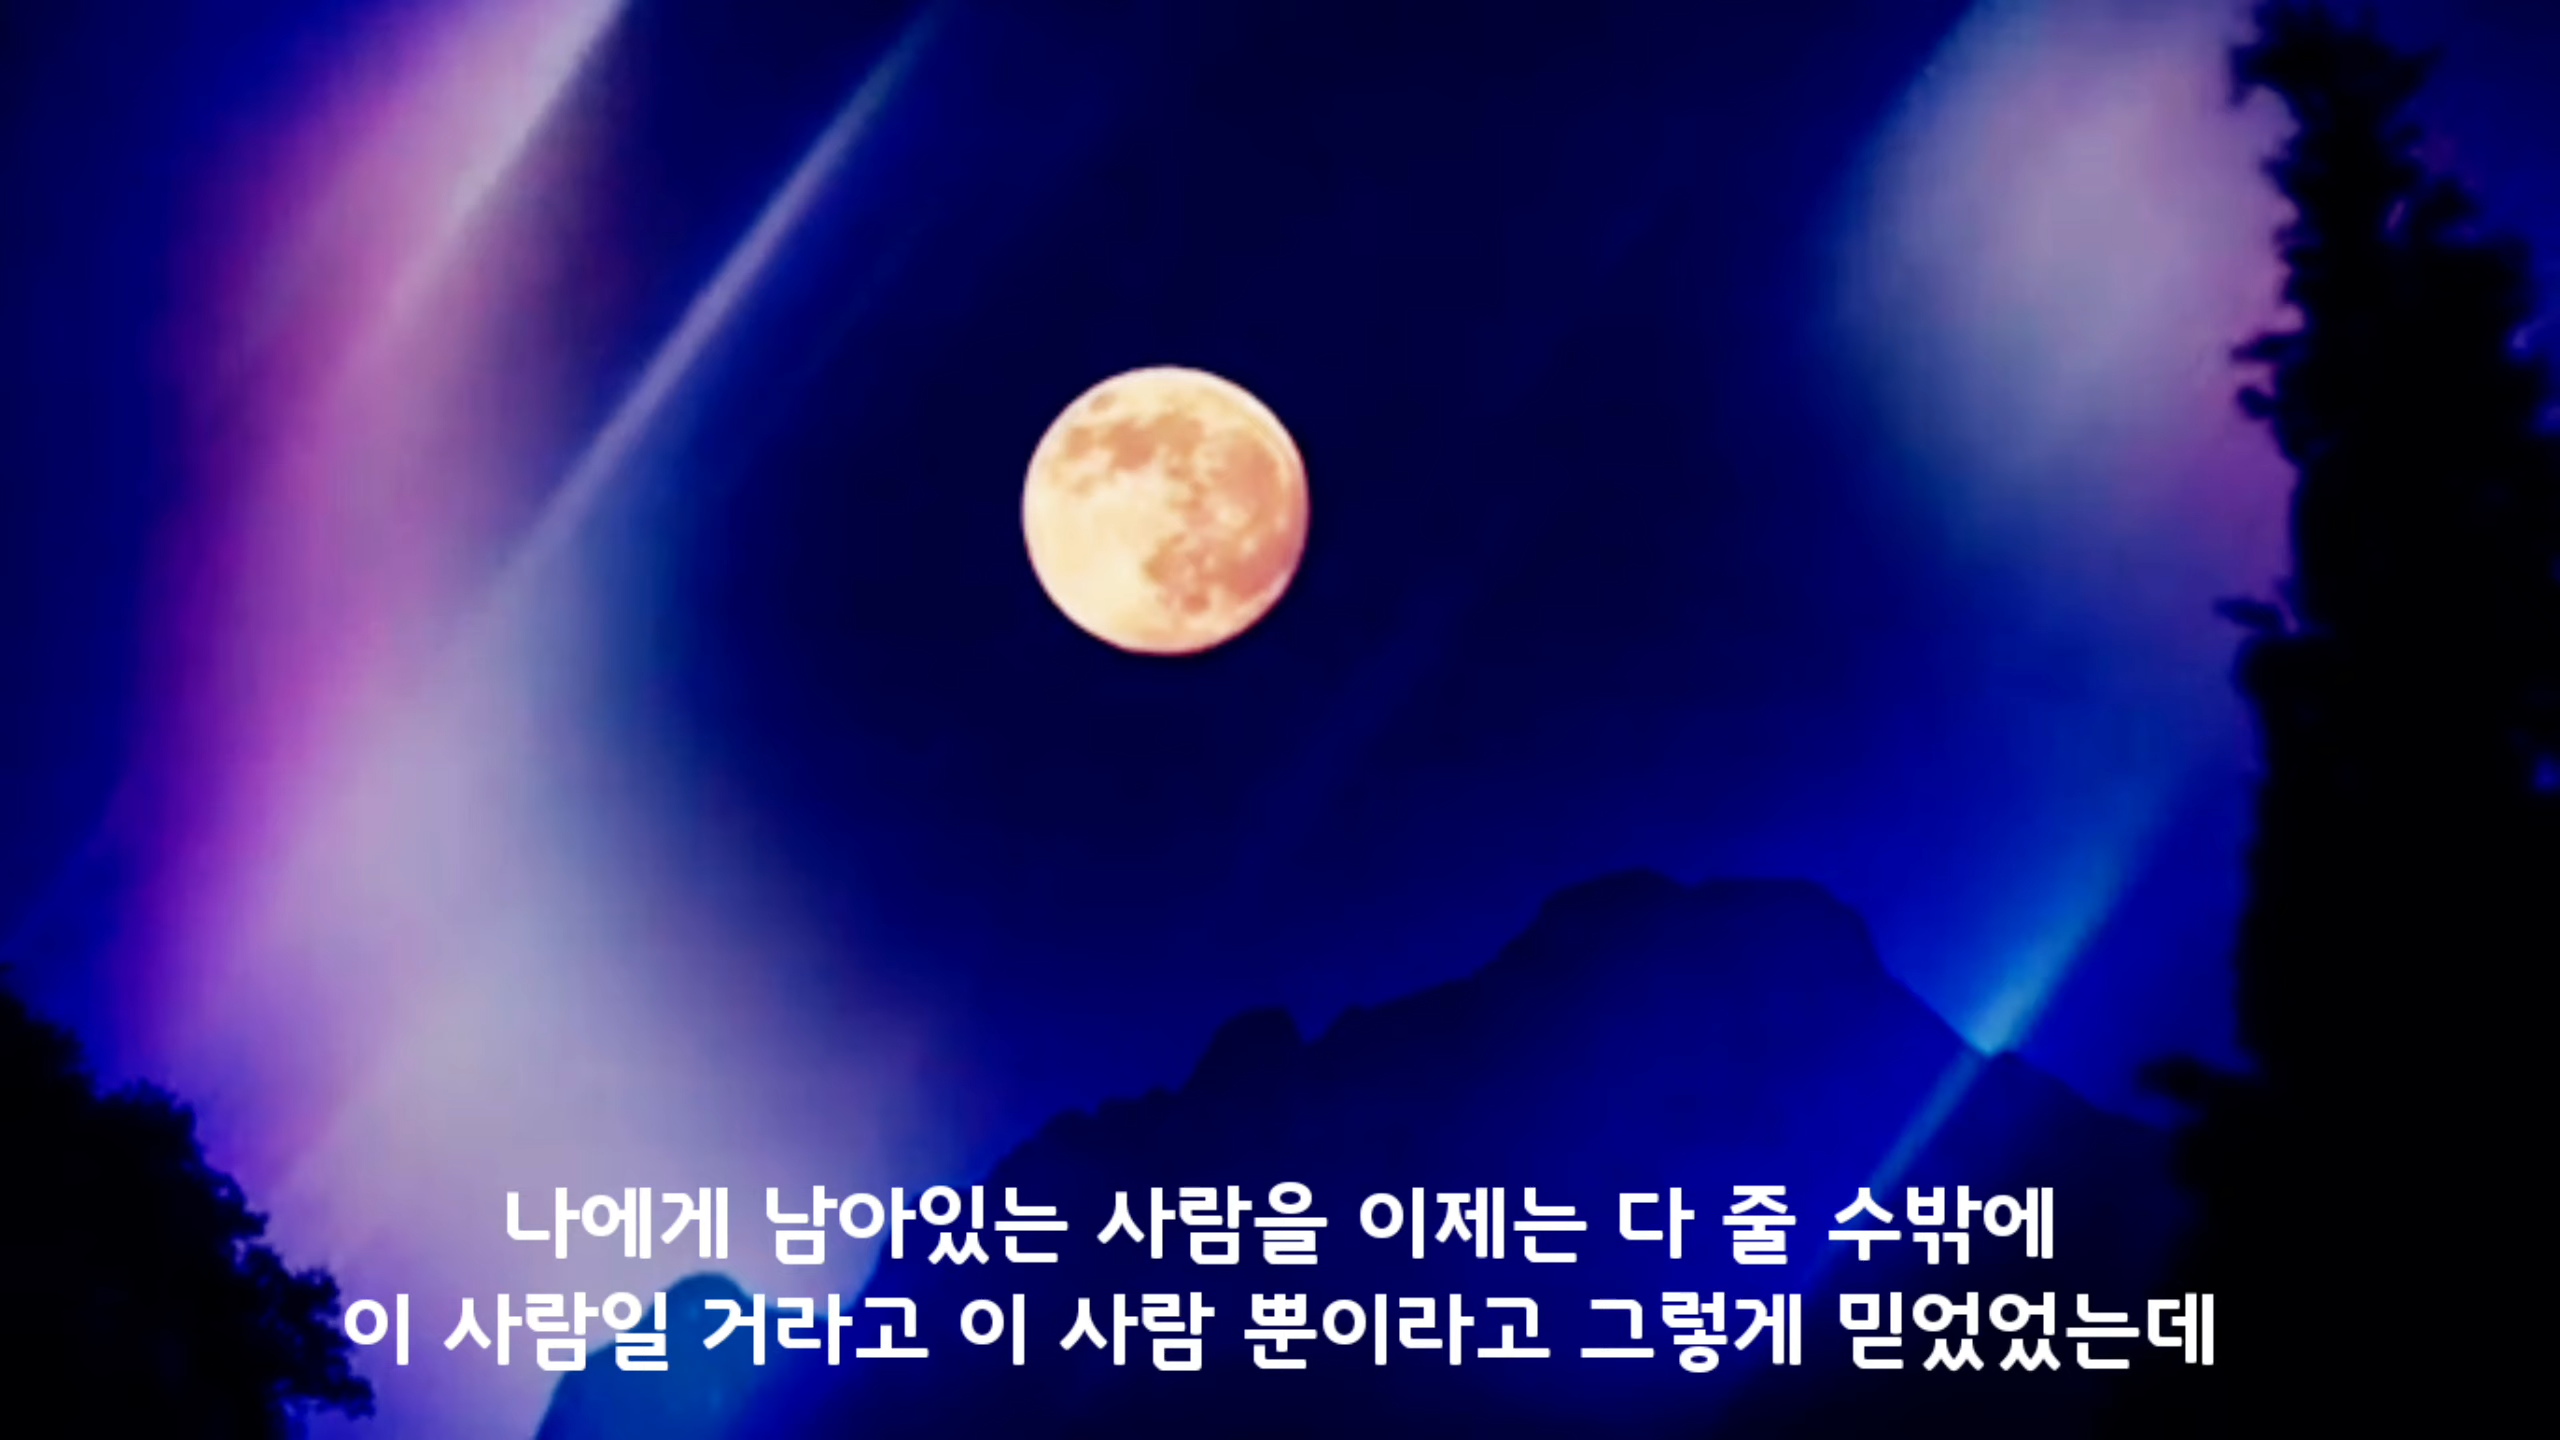 나에게 남아있는 사람을 이제는 다 줄 수밖에
이 사람일 거라고 이 사람 뿐이라고 그렇게 믿었었는데